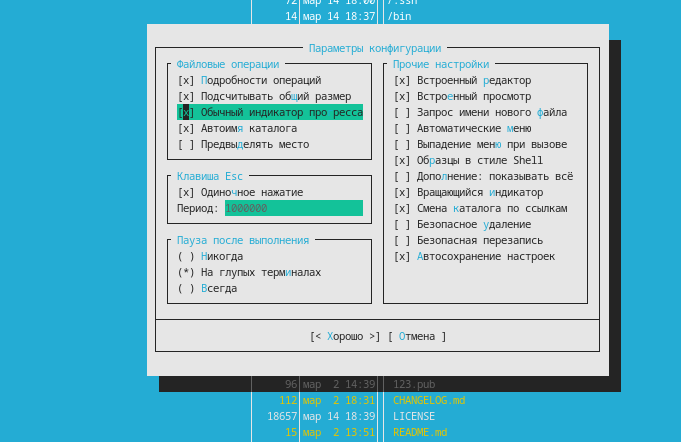 72 мар 14 18:00 /.ssh
14 мар 14 18:37 /bin
Параметры конфигурации
Файловые операции
[x] Подробности операций
[x] Подсчитывать общий размер
[x] Обычный индикатор про ресса
[x] Автоимя каталога
[ ] Предвыделять место
Клавиша Esc
[x] Одиночное нажатие
Период: 1000000
Пауза после выполнения
( ) Никогда
(*) На глупых терминалах
( ) Всегда
Прочие настройки
[x] Встроенный редактор
[x] Встроенный просмотр
[ ] Запрос имени нового файла
[ ] Автоматические меню
[ ] Выпадение меню при вызове
[x] Образцы в стиле Shell
[ ] Дополнение: показывать всё
[x] Вращающийся индикатор
[x] Смена каталога по ссылкам
[ ] Безопасное удаление
[ ] Безопасная перезапись
[x] Автосохранение настроек
[< Хорошо >] [ Отмена ]
96 мар 2 14:39 123.pub
112 мар 2 18:31 CHANGELOG.md
18657 мар 14 18:39 LICENSE
15 мар 2 13:51 README.md